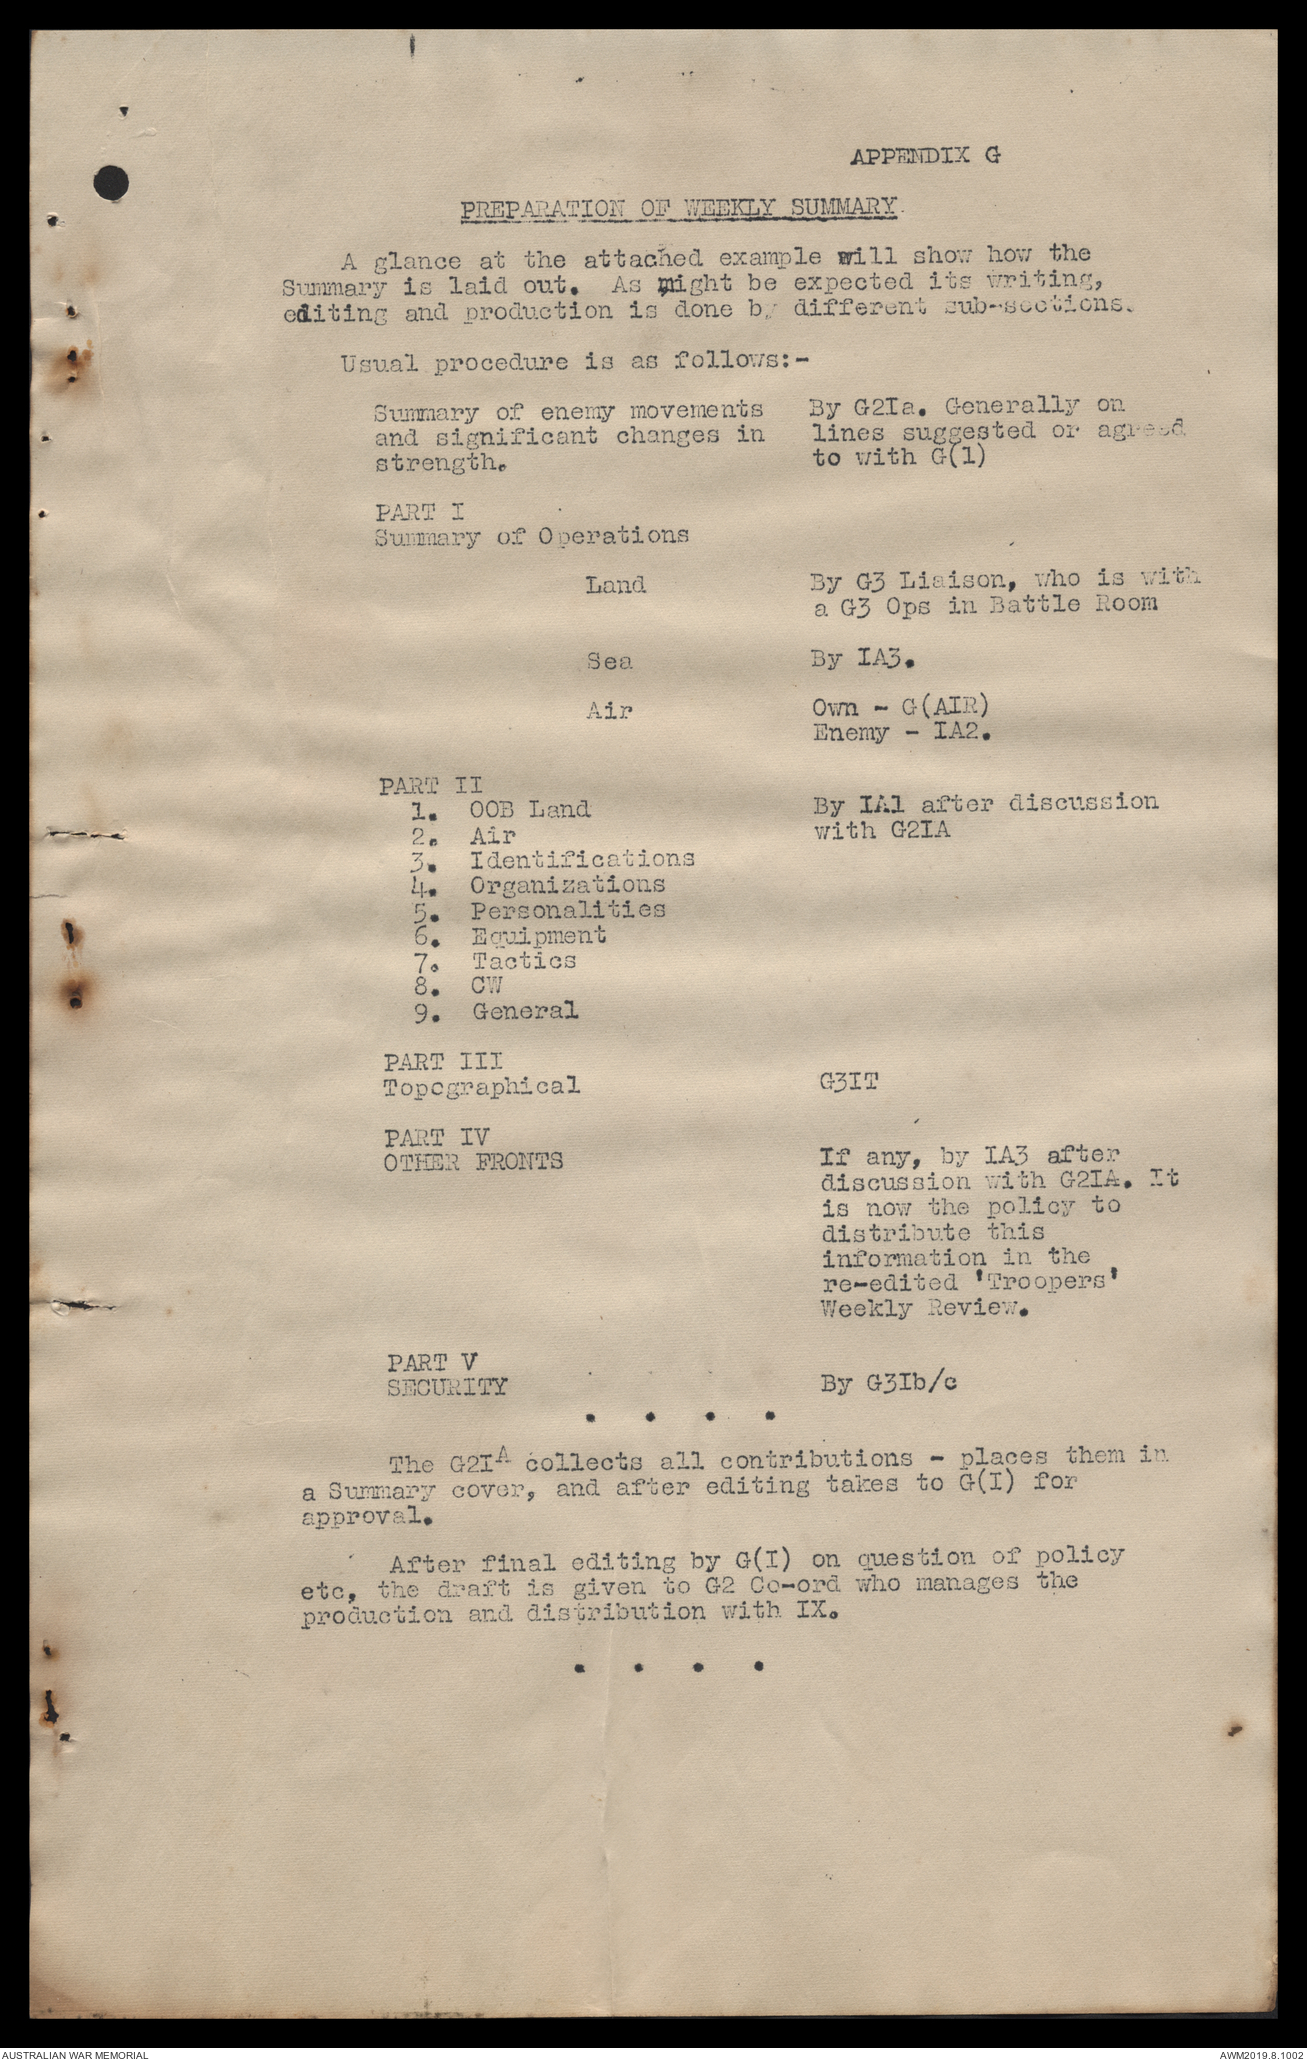 APPENDIX G
PREPARATION OF WEEKLY SUMMARY.
A glance at the attached example will show how the
Summary is laid out. As might be expected its writing,
editing and production is done by different sub-sections.
Usual procedure is as follows:-
Summary of enemy movements
and significant changes in
strength.
By G2Ia. Generally on
lines suggested or agreed
to with G(1)
PART I
Summary of Operations
Land
By G3 Liaison, who is with
a G3 Ops in Battle Room
Sea
By IA3.
Air
Own - G(AIR)
Enemy - IA2.
PART II
1. OOB Land
2. Air
3. Identifications
4. Organizations
5. Personalities
6. Equipment
7. Tactics
8. CW
9. General
By IA1 after discussion
with G2IA
PART III
Topographical
G3IT
PART IV
OTHER FRONTS
If any, by IA3 after
discussion with G2IA. It
is now the policy to
distribute this
information in the
re-edited 'Troopers'
Weekly Review.
PART V
SECURITY
By G3Ib/c
. . . .
The G2IA collects all contributions - places them in
a Summary cover, and after editing takes to G(I) for
approval.
After final editing by G(I) on question of policy
etc, the draft is given to G2 Co-ord who manages the
production and distribution with IX.
. . . .
AUSTRALIAN WAR MEMORIAL
AWM2019.8.1002